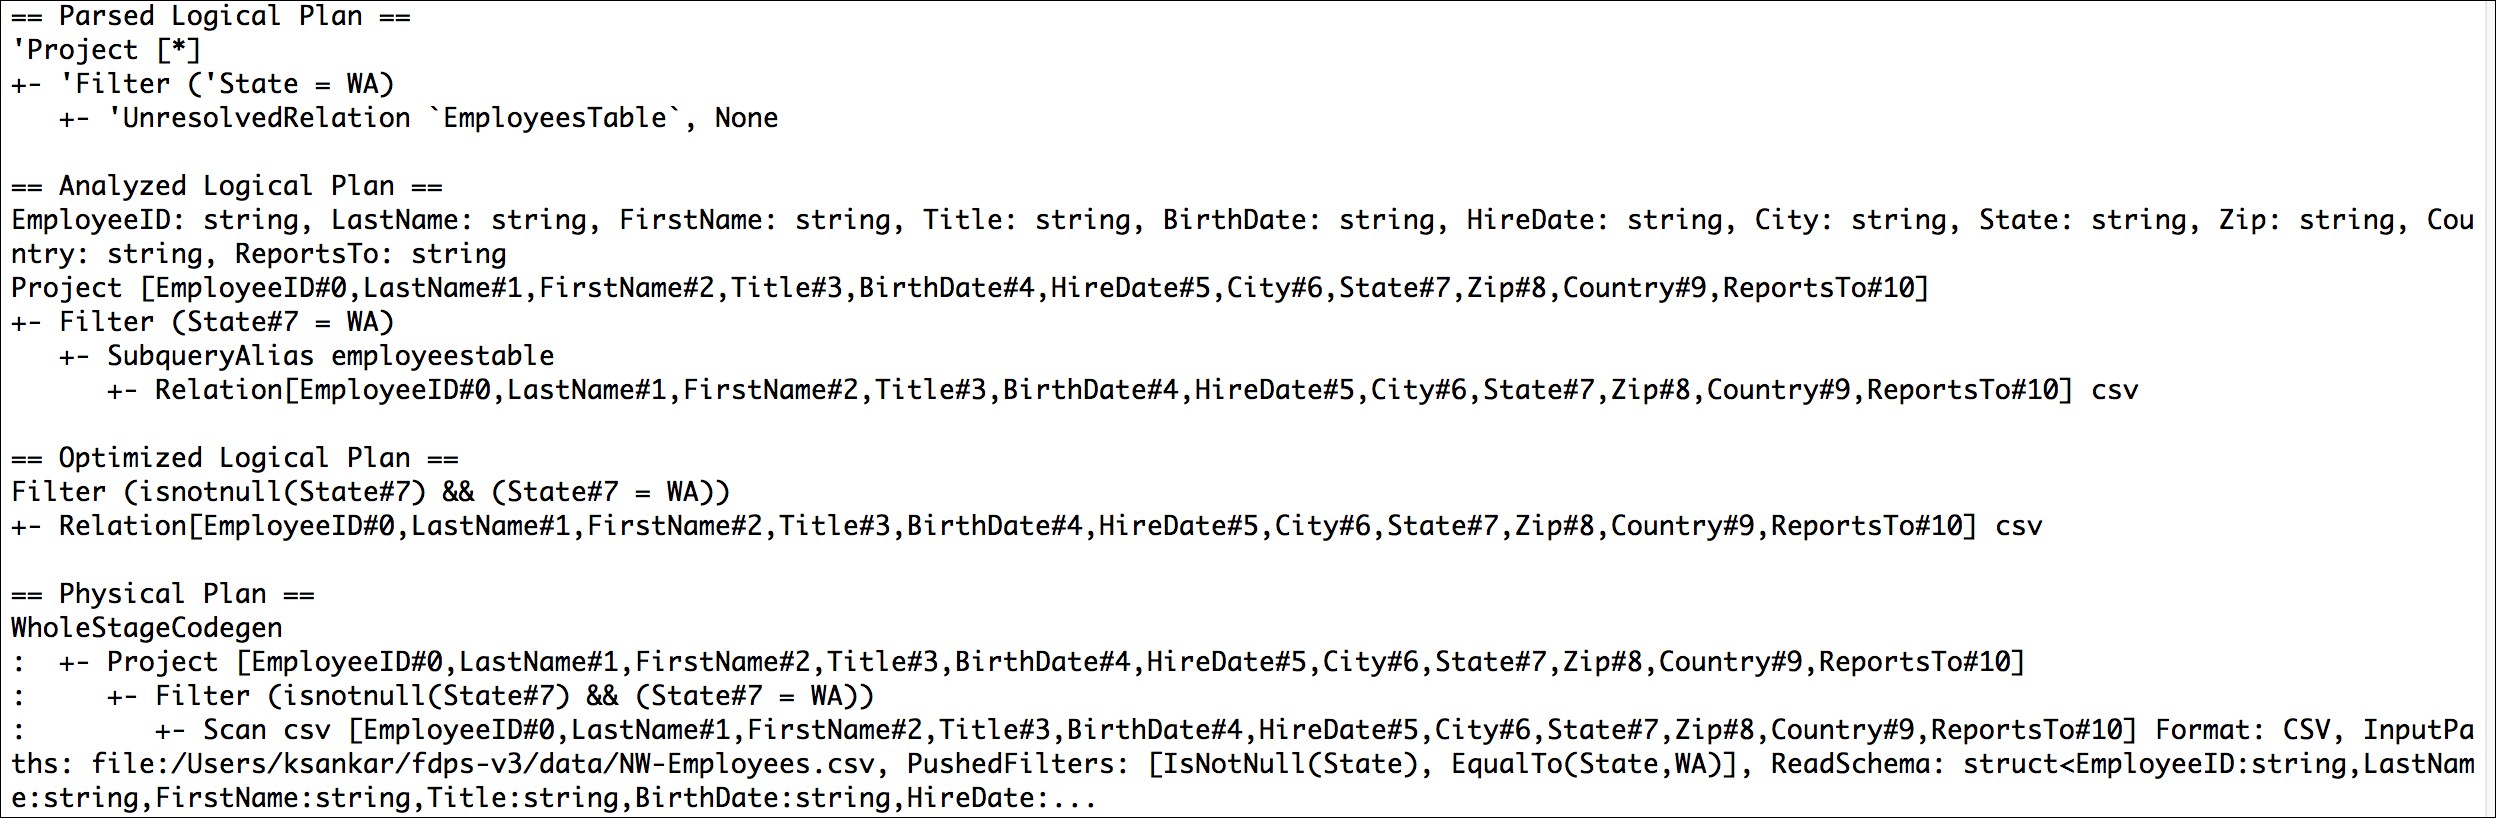 == Parsed Logical Plan ==
'Project [*]
+- 'Filter ('State = WA)
   +- 'UnresolvedRelation `EmployeesTable`, None

== Analyzed Logical Plan ==
EmployeeID: string, LastName: string, FirstName: string, Title: string, BirthDate: string, HireDate: string, City: string, State: string, Zip: string, Cou
ntry: string, ReportsTo: string
Project [EmployeeID#0,LastName#1,FirstName#2,Title#3,BirthDate#4,HireDate#5,City#6,State#7,Zip#8,Country#9,ReportsTo#10]
+- Filter (State#7 = WA)
   +- SubqueryAlias employeestable
      +- Relation[EmployeeID#0,LastName#1,FirstName#2,Title#3,BirthDate#4,HireDate#5,City#6,State#7,Zip#8,Country#9,ReportsTo#10] csv

== Optimized Logical Plan ==
Filter (isnotnull(State#7) && (State#7 = WA))
+- Relation[EmployeeID#0,LastName#1,FirstName#2,Title#3,BirthDate#4,HireDate#5,City#6,State#7,Zip#8,Country#9,ReportsTo#10] csv

== Physical Plan ==
WholeStageCodegen
:  +- Project [EmployeeID#0,LastName#1,FirstName#2,Title#3,BirthDate#4,HireDate#5,City#6,State#7,Zip#8,Country#9,ReportsTo#10]
:     +- Filter (isnotnull(State#7) && (State#7 = WA))
:        +- Scan csv [EmployeeID#0,LastName#1,FirstName#2,Title#3,BirthDate#4,HireDate#5,City#6,State#7,Zip#8,Country#9,ReportsTo#10] Format: CSV, InputPa
ths: file:/Users/ksankar/fdps-v3/data/NW-Employees.csv, PushedFilters: [IsNotNull(State), EqualTo(State,WA)], ReadSchema: struct<EmployeeID:string,LastNam
e:string,FirstName:string,Title:string,BirthDate:string,HireDate:...